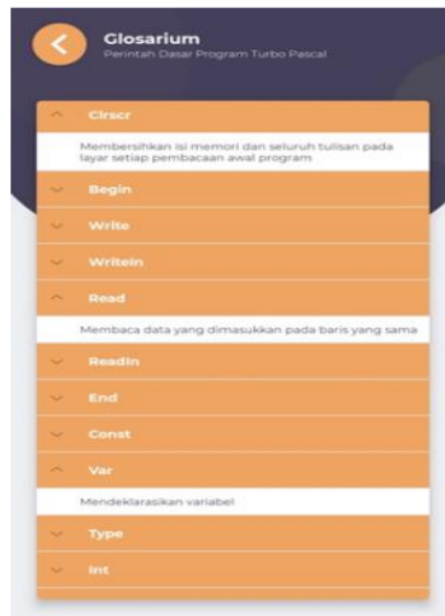 Glosarium
Perintah Dasar Program Turbo Pascal
Clrscr
Membersihkan isi memori dan seluruh tulisan pada
layar setiap pembacaan awal program
Begin
Write
Writeln
Read
Membaca data yang dimasukkan pada baris yang sama
Readln
End
Const
Var
Mendeklarasikan variabel
Type
Int